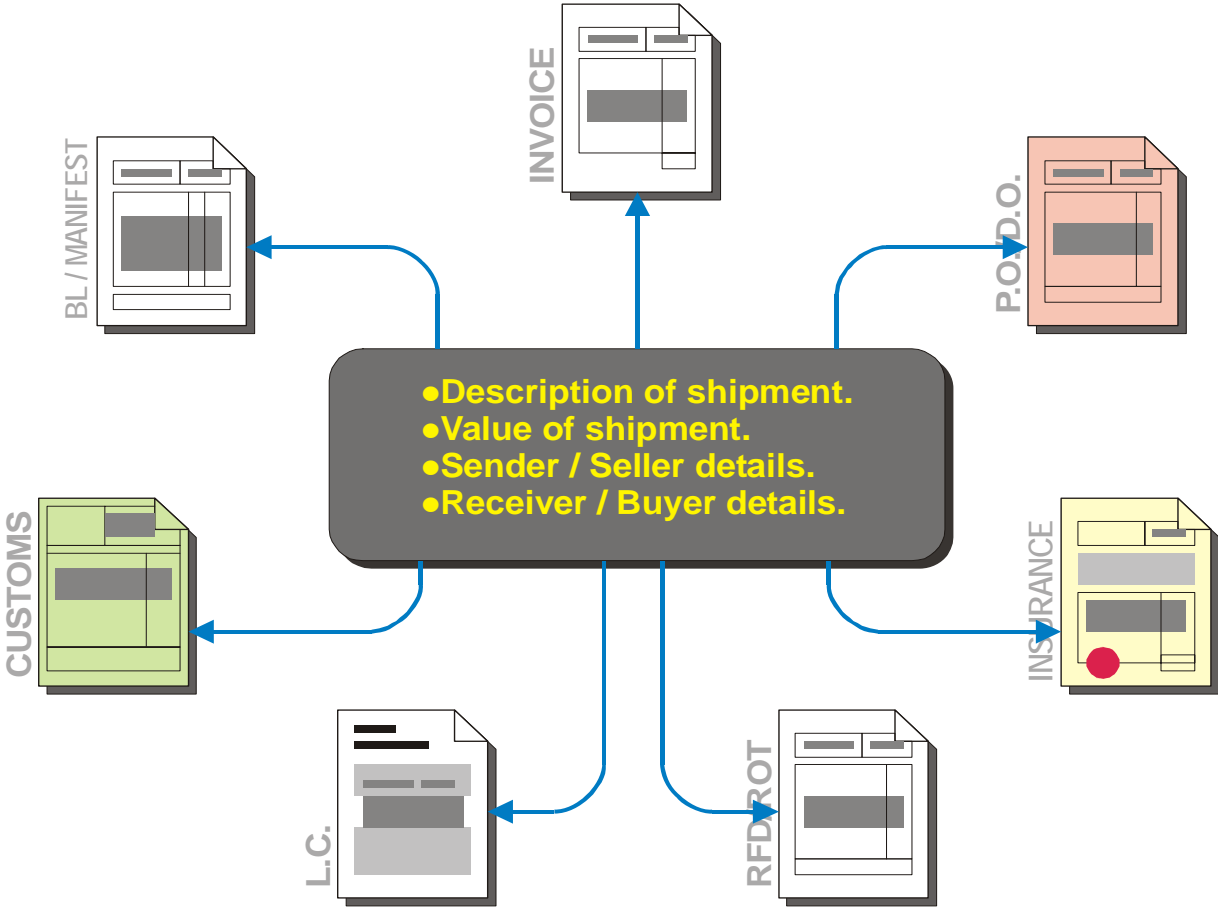 INVOICE
BL / MANIFEST
P.O./D.O.
●Description of shipment.
●Value of shipment.
●Sender / Seller details.
●Receiver / Buyer details.
CUSTOMS
INSURANCE
L.C.
RFD/ROT